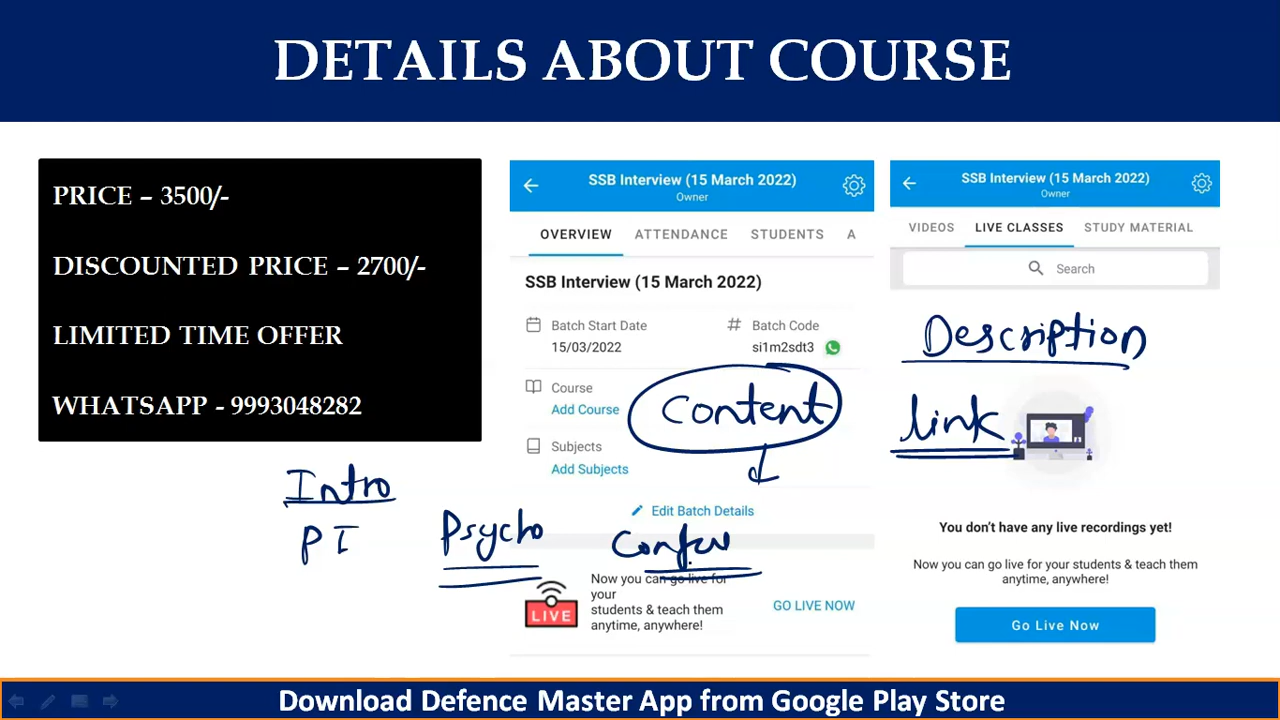 DETAILS ABOUT COURSE
PRICE – 3500/-
DISCOUNTED PRICE – 2700/-
LIMITED TIME OFFER
WHATSAPP - 9993048282
SSB Interview (15 March 2022)
Owner
OVERVIEW ATTENDANCE STUDENTS A
SSB Interview (15 March 2022)
Batch Start Date
15/03/2022
Batch Code
si1m2sdt3
Course
Add Course
Subjects
Add Subjects
Edit Batch Details
Now you can go live for
your
students & teach them
anytime, anywhere!
LIVE
GO LIVE NOW
SSB Interview (15 March 2022)
Owner
VIDEOS LIVE CLASSES STUDY MATERIAL
Search
You don't have any live recordings yet!
Now you can go live for your students & teach them
anytime, anywhere!
Go Live Now
Description
link
Content
Intro
PI
Psycho
Download Defence Master App from Google Play Store